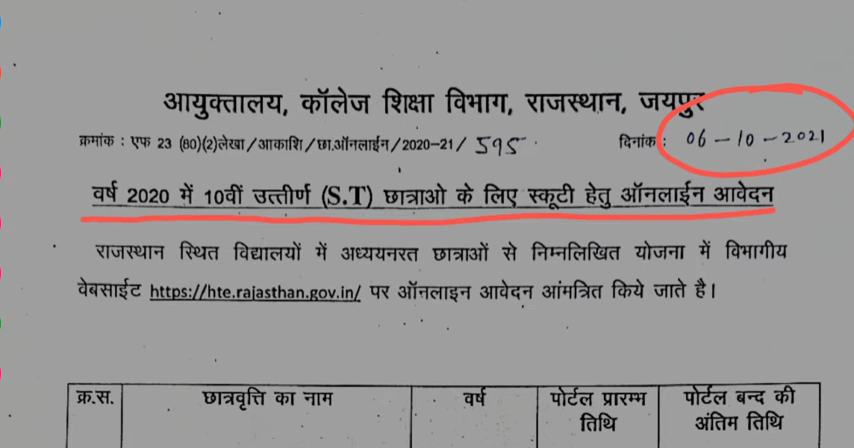 आयुक्तालय, कॉलेज शिक्षा विभाग, राजस्थान, जयपुर
क्रमांक : एफ 23 (80)(2)लेखा/आकाशि/छा.ऑनलाईन/2020-21/ 595 दिनांक : 06-10-2021
वर्ष 2020 में 10वीं उत्तीर्ण (S.T) छात्राओ के लिए स्कूटी हेतु ऑनलाईन आवेदन
राजस्थान स्थित विद्यालयों में अध्ययनरत छात्राओं से निम्नलिखित योजना में विभागीय
वेबसाईट https://hte.rajasthan.gov.in/ पर ऑनलाइन आवेदन आंमत्रित किये जाते है।
क्र.स. छात्रवृत्ति का नाम वर्ष पोर्टल प्रारम्भ पोर्टल बन्द की
तिथि अंतिम तिथि